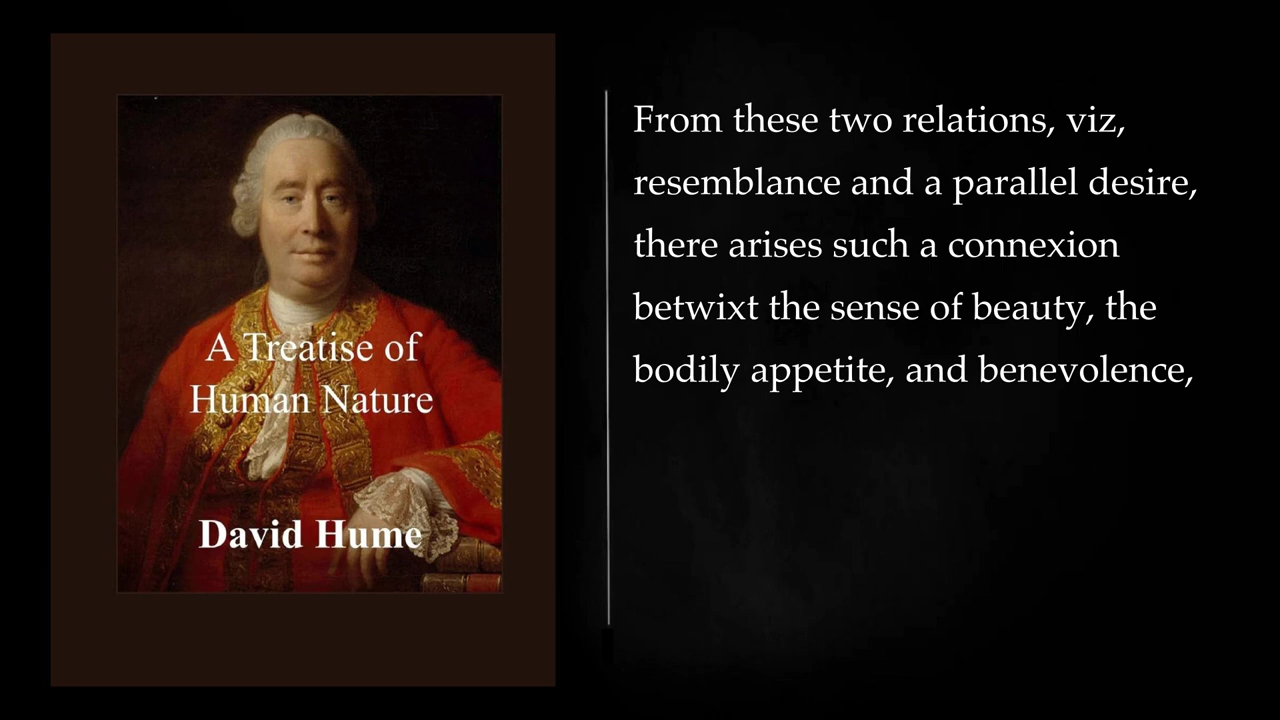 A Treatise of
Human Nature
David Hume
From these two relations, viz,
resemblance and a parallel desire,
there arises such a connexion
betwixt the sense of beauty, the
bodily appetite, and benevolence,